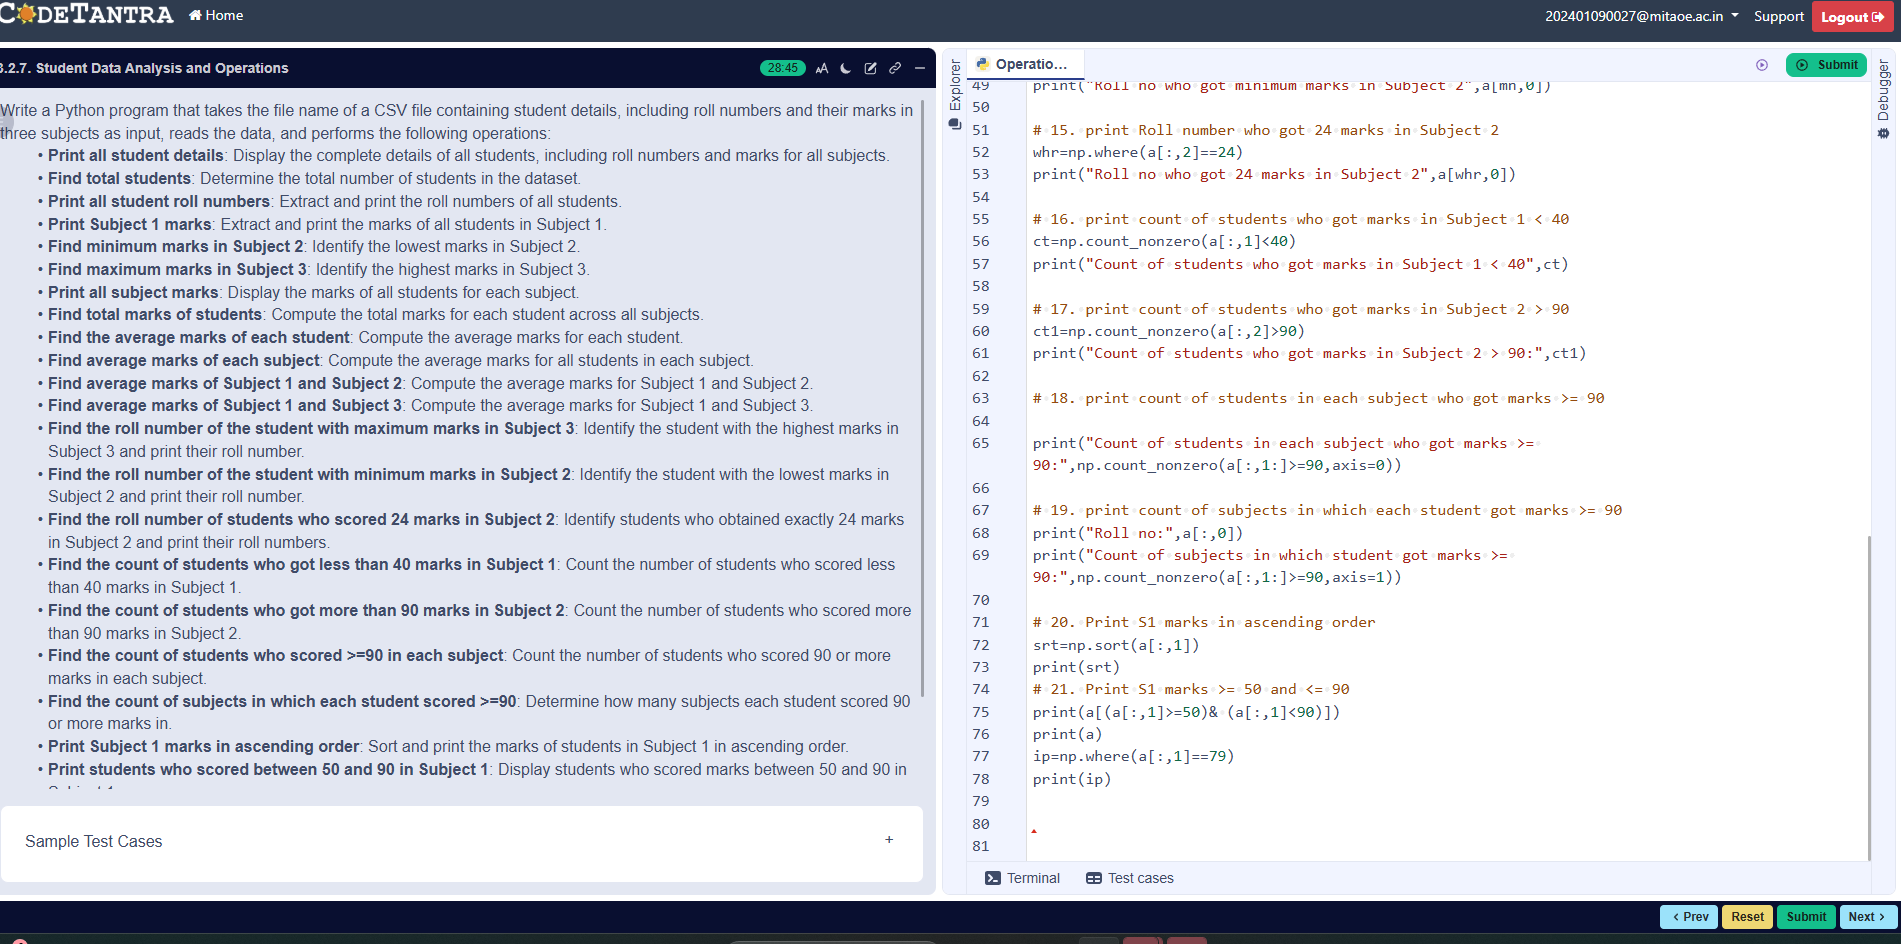 CODETANTRA
Home
202401090027@mitaoe.ac.in
Support
Logout
3.2.7. Student Data Analysis and Operations
28:45
Write a Python program that takes the file name of a CSV file containing student details, including roll numbers and their marks in
three subjects as input, reads the data, and performs the following operations:
• Print all student details: Display the complete details of all students, including roll numbers and marks for all subjects.
• Find total students: Determine the total number of students in the dataset.
• Print all student roll numbers: Extract and print the roll numbers of all students.
• Print Subject 1 marks: Extract and print the marks of all students in Subject 1.
• Find minimum marks in Subject 2: Identify the lowest marks in Subject 2.
• Find maximum marks in Subject 3: Identify the highest marks in Subject 3.
• Print all subject marks: Display the marks of all students for each subject.
• Find total marks of students: Compute the total marks for each student across all subjects.
• Find the average marks of each student: Compute the average marks for each student.
• Find average marks of each subject: Compute the average marks for all students in each subject.
• Find average marks of Subject 1 and Subject 2: Compute the average marks for Subject 1 and Subject 2.
• Find average marks of Subject 1 and Subject 3: Compute the average marks for Subject 1 and Subject 3.
• Find the roll number of the student with maximum marks in Subject 3: Identify the student with the highest marks in
Subject 3 and print their roll number.
• Find the roll number of the student with minimum marks in Subject 2: Identify the student with the lowest marks in
Subject 2 and print their roll number.
• Find the roll number of students who scored 24 marks in Subject 2: Identify students who obtained exactly 24 marks
in Subject 2 and print their roll numbers.
• Find the count of students who got less than 40 marks in Subject 1: Count the number of students who scored less
than 40 marks in Subject 1.
• Find the count of students who got more than 90 marks in Subject 2: Count the number of students who scored more
than 90 marks in Subject 2.
• Find the count of students who scored >=90 in each subject: Count the number of students who scored 90 or more
marks in each subject.
• Find the count of subjects in which each student scored >=90: Determine how many subjects each student scored 90
or more marks in.
• Print Subject 1 marks in ascending order: Sort and print the marks of students in Subject 1 in ascending order.
• Print students who scored between 50 and 90 in Subject 1: Display students who scored marks between 50 and 90 in
Subject 1.
Sample Test Cases
+
Explorer
Operatio...
Submit
Debugger
49 print("Roll no who got minimum marks in Subject 2",a[mn,0])
50
51 # 15. print Roll number who got 24 marks in Subject 2
52 whr=np.where(a[:,2]==24)
53 print("Roll no who got 24 marks in Subject 2",a[whr,0])
54
55 # 16. print count of students who got marks in Subject 1 < 40
56 ct=np.count_nonzero(a[:,1]<40)
57 print("Count of students who got marks in Subject 1 < 40",ct)
58
59 # 17. print count of students who got marks in Subject 2 > 90
60 ct1=np.count_nonzero(a[:,2]>90)
61 print("Count of students who got marks in Subject 2 > 90:",ct1)
62
63 # 18. print count of students in each subject who got marks >= 90
64
65 print("Count of students in each subject who got marks >=
90:",np.count_nonzero(a[:,1:]>=90,axis=0))
66
67 # 19. print count of subjects in which each student got marks >= 90
68 print("Roll no:",a[:,0])
69 print("Count of subjects in which student got marks >=
90:",np.count_nonzero(a[:,1:]>=90,axis=1))
70
71 # 20. Print S1 marks in ascending order
72 srt=np.sort(a[:,1])
73 print(srt)
74 # 21. Print S1 marks >= 50 and <= 90
75 print(a[(a[:,1]>=50)& (a[:,1]<90)])
76 print(a)
77 ip=np.where(a[:,1]==79)
78 print(ip)
79
80
81
Terminal
Test cases
< Prev
Reset
Submit
Next >